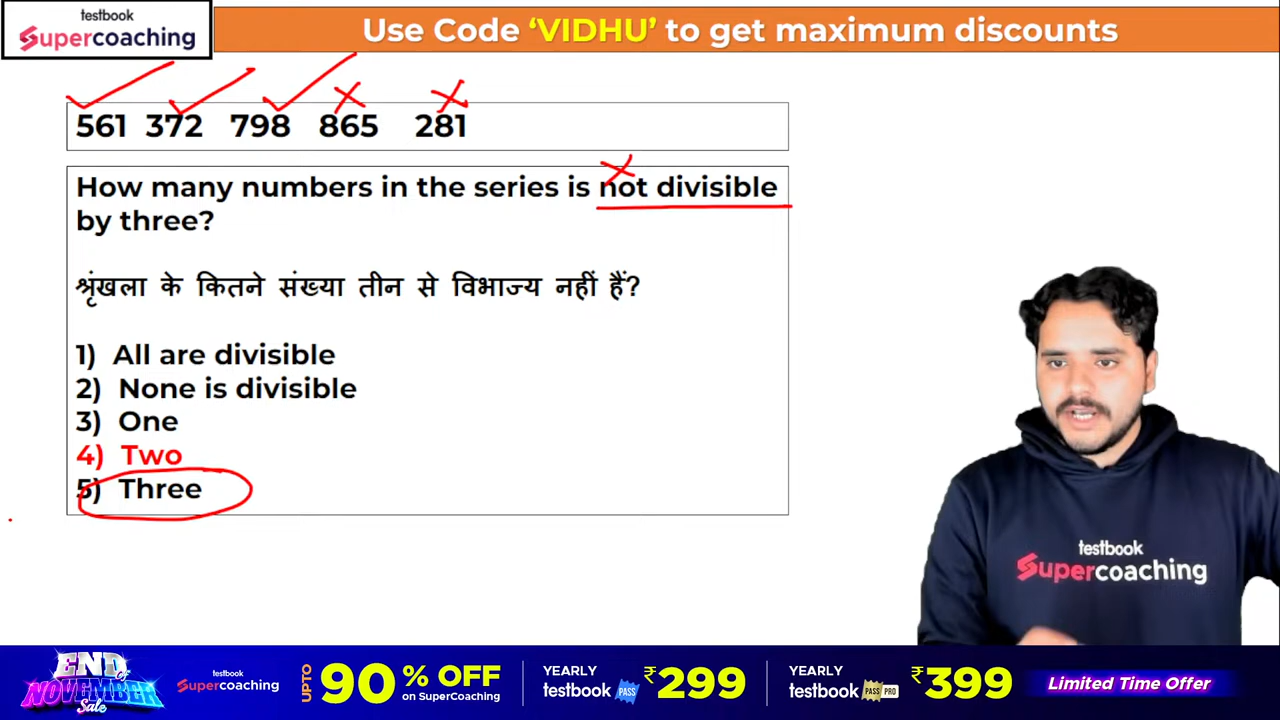 testbook
Supercoaching
Use Code ‘VIDHU’ to get maximum discounts
561 372 798 865 281
How many numbers in the series is not divisible
by three?
श्रृंखला के कितने संख्या तीन से विभाज्य नहीं हैं?
1) All are divisible
2) None is divisible
3) One
4) Two
5) Three
testbook
Supercoaching
END OF
NOVEMBER
Sale
testbook
Supercoaching
UPTO 90% OFF
on SuperCoaching
YEARLY
testbook PASS
₹299
YEARLY
testbook PASS PRO
₹399
Limited Time Offer